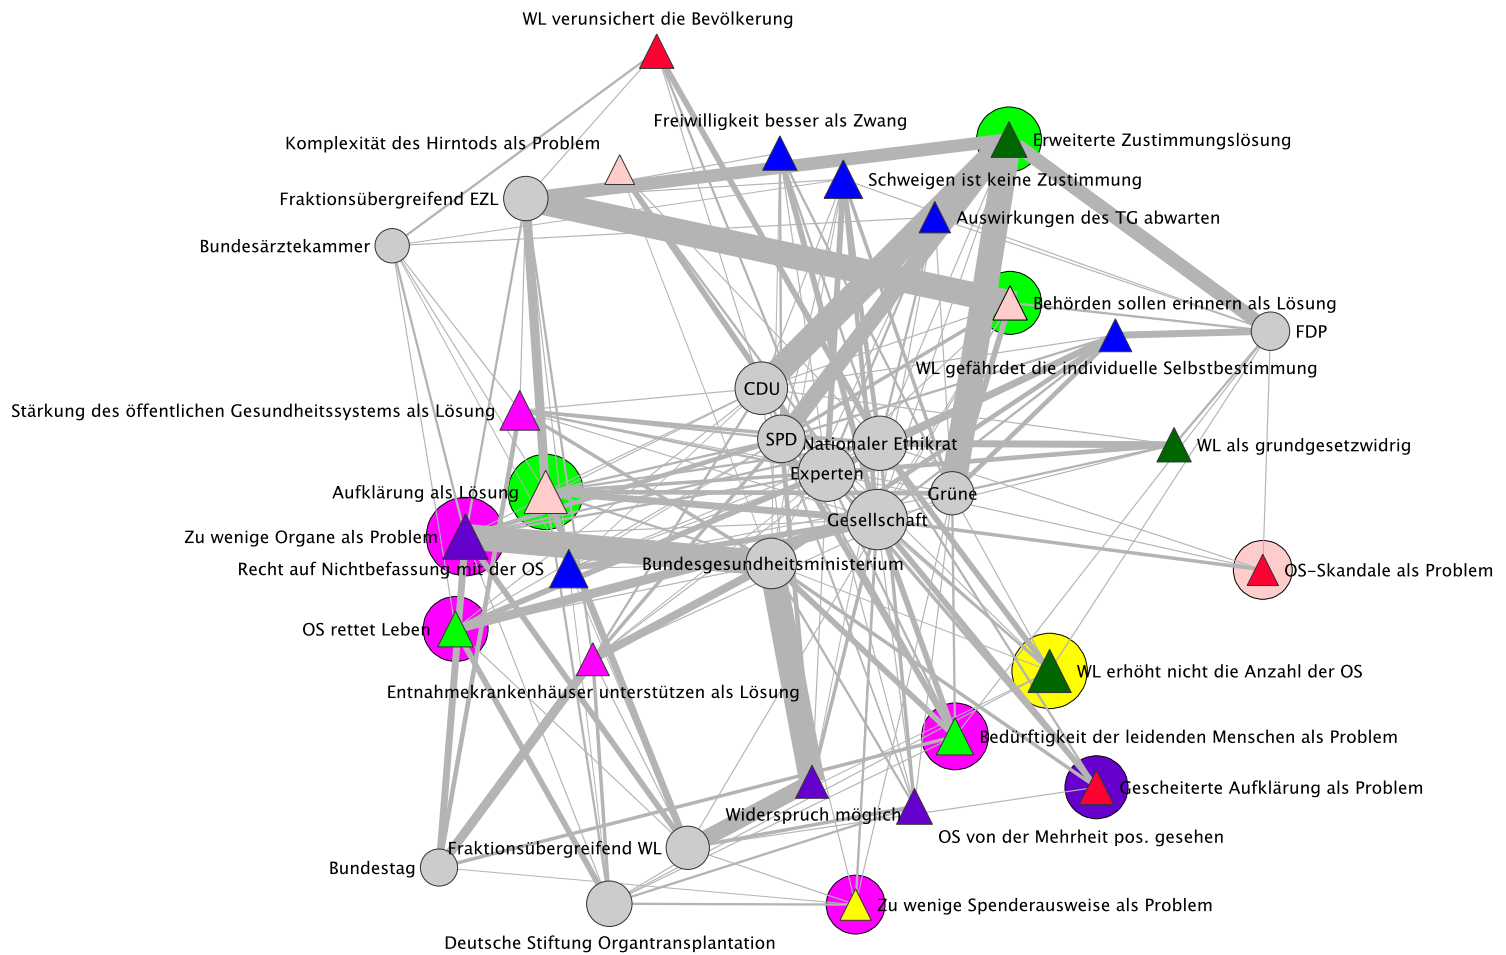 WL verunsichert die Bevölkerung
Freiwilligkeit besser als Zwang
Komplexität des Hirntods als Problem
Erweiterte Zustimmungslösung
Schweigen ist keine Zustimmung
Fraktionsübergreifend EZL
Auswirkungen des TG abwarten
Bundesärztekammer
Behörden sollen erinnern als Lösung
FDP
WL gefährdet die individuelle Selbstbestimmung
CDU
Stärkung des öffentlichen Gesundheitssystems als Lösung
SPD
Nationaler Ethikrat
WL als grundgesetzwidrig
Experten
Aufklärung als Lösung
Grüne
Gesellschaft
Zu wenige Organe als Problem
Bundesgesundheitsministerium
Recht auf Nichtbefassung mit der OS
OS-Skandale als Problem
OS rettet Leben
WL erhöht nicht die Anzahl der OS
Entnahmekrankenhäuser unterstützen als Lösung
Bedürftigkeit der leidenden Menschen als Problem
Gescheiterte Aufklärung als Problem
Widerspruch möglich
OS von der Mehrheit pos. gesehen
Fraktionsübergreifend WL
Bundestag
Zu wenige Spenderausweise als Problem
Deutsche Stiftung Organtransplantation